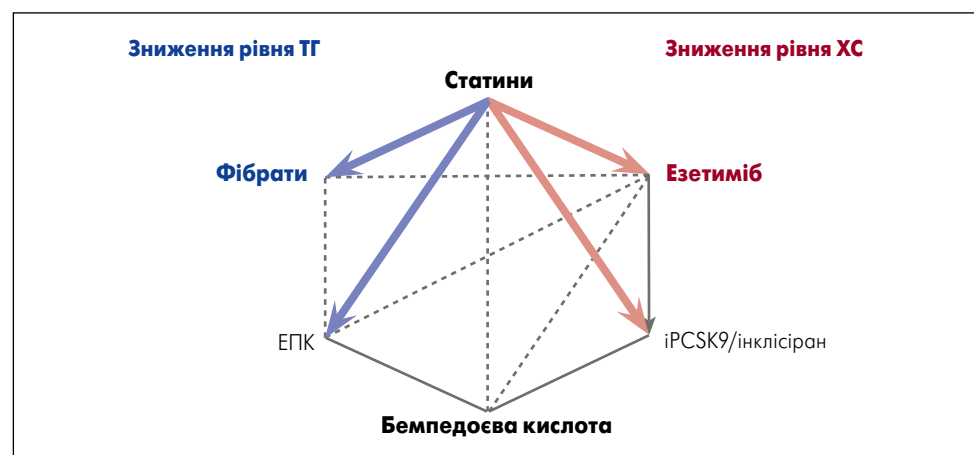 Зниження рівня ТГ
Зниження рівня ХС
Статини
Фібрати
Езетиміб
ЕПК
iPCSK9/інклісіран
Бемпедоєва кислота